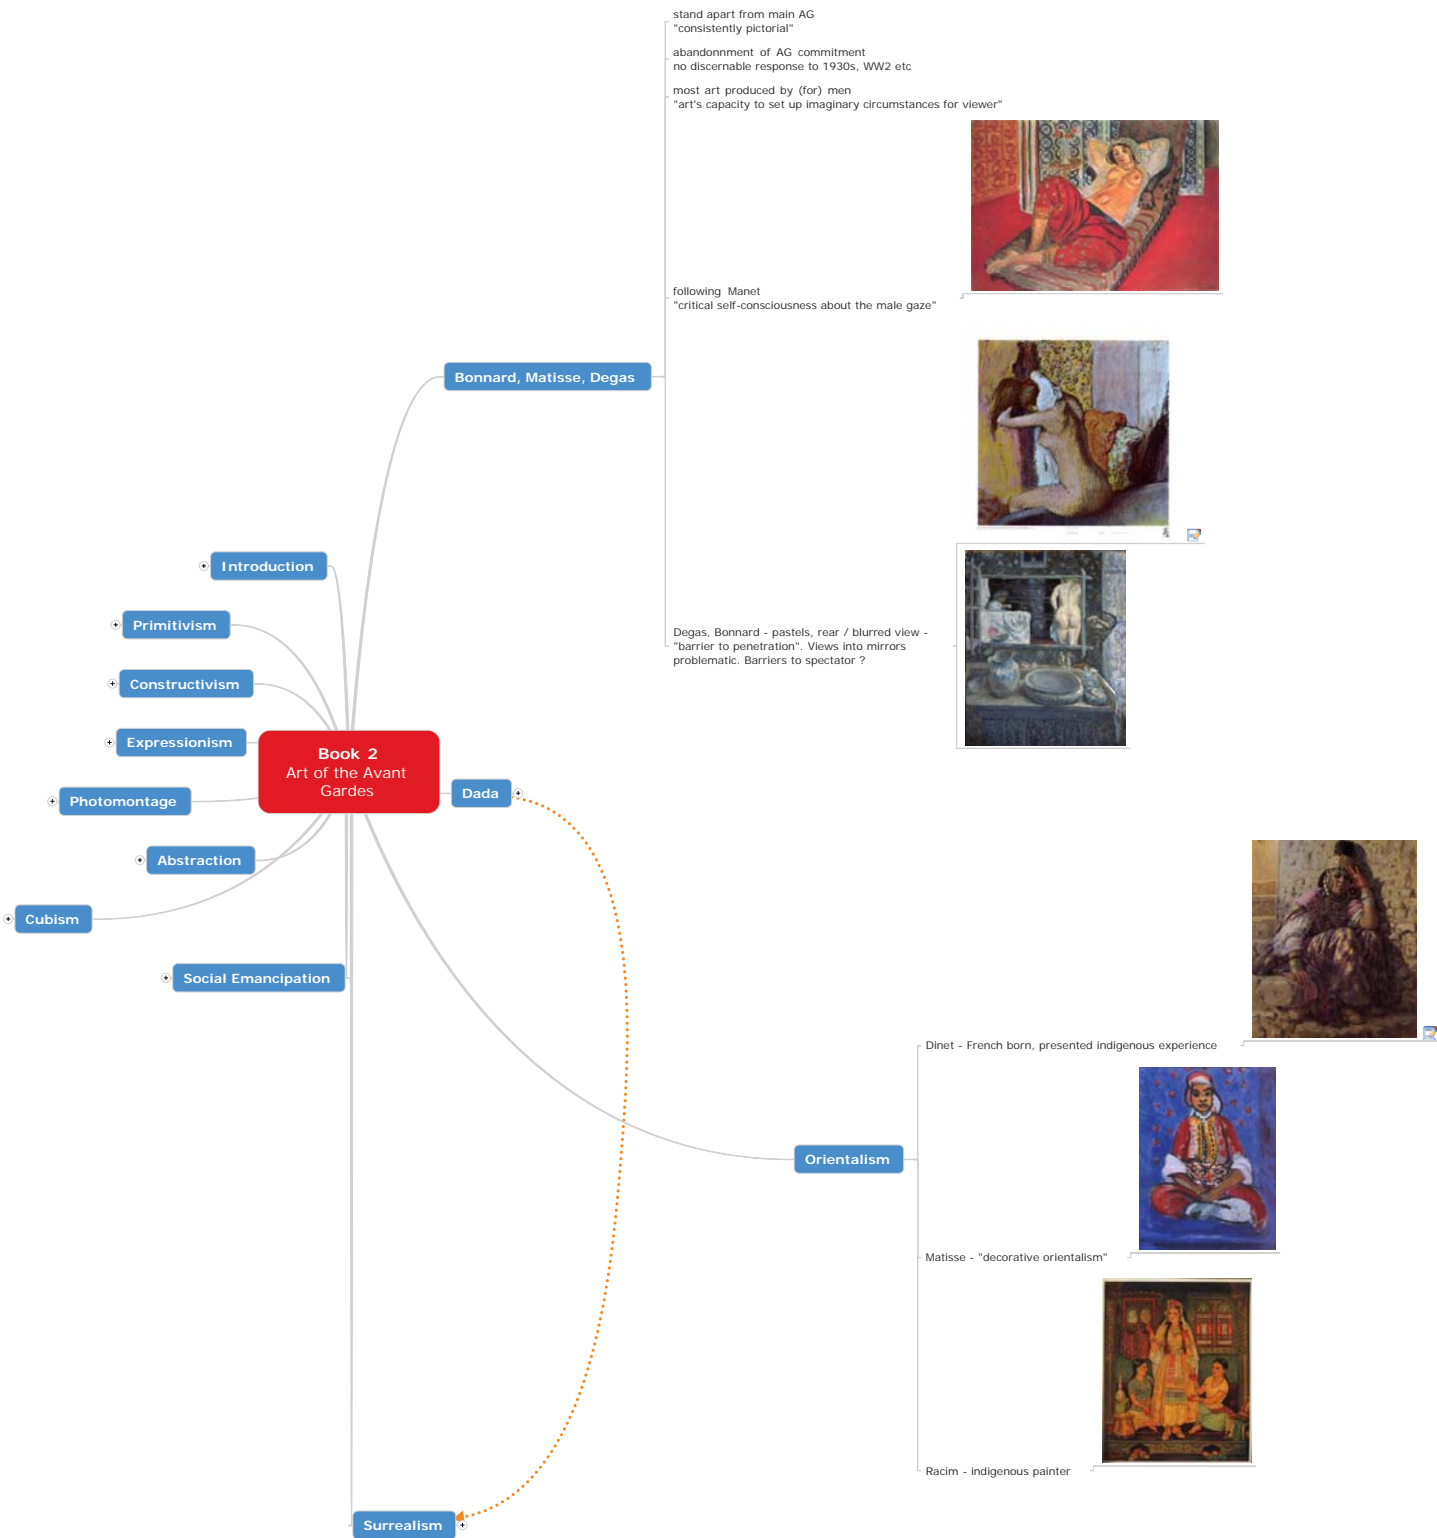 stand apart from main AG
"consistently pictorial"
abandonnment of AG commitment
no discernable response to 1930s, WW2 etc
most art produced by (for) men
"art's capacity to set up imaginary circumstances for viewer"
following Manet
"critical self-consciousness about the male gaze"
Bonnard, Matisse, Degas
Degas, Bonnard - pastels, rear / blurred view -
"barrier to penetration". Views into mirrors
problematic. Barriers to spectator ?
Introduction
Primitivism
Constructivism
Expressionism
Photomontage
Abstraction
Cubism
Social Emancipation
Book 2
Art of the Avant
Gardes
Dada
Dinet - French born, presented indigenous experience
Orientalism
Matisse - "decorative orientalism"
Racim - indigenous painter
Surrealism